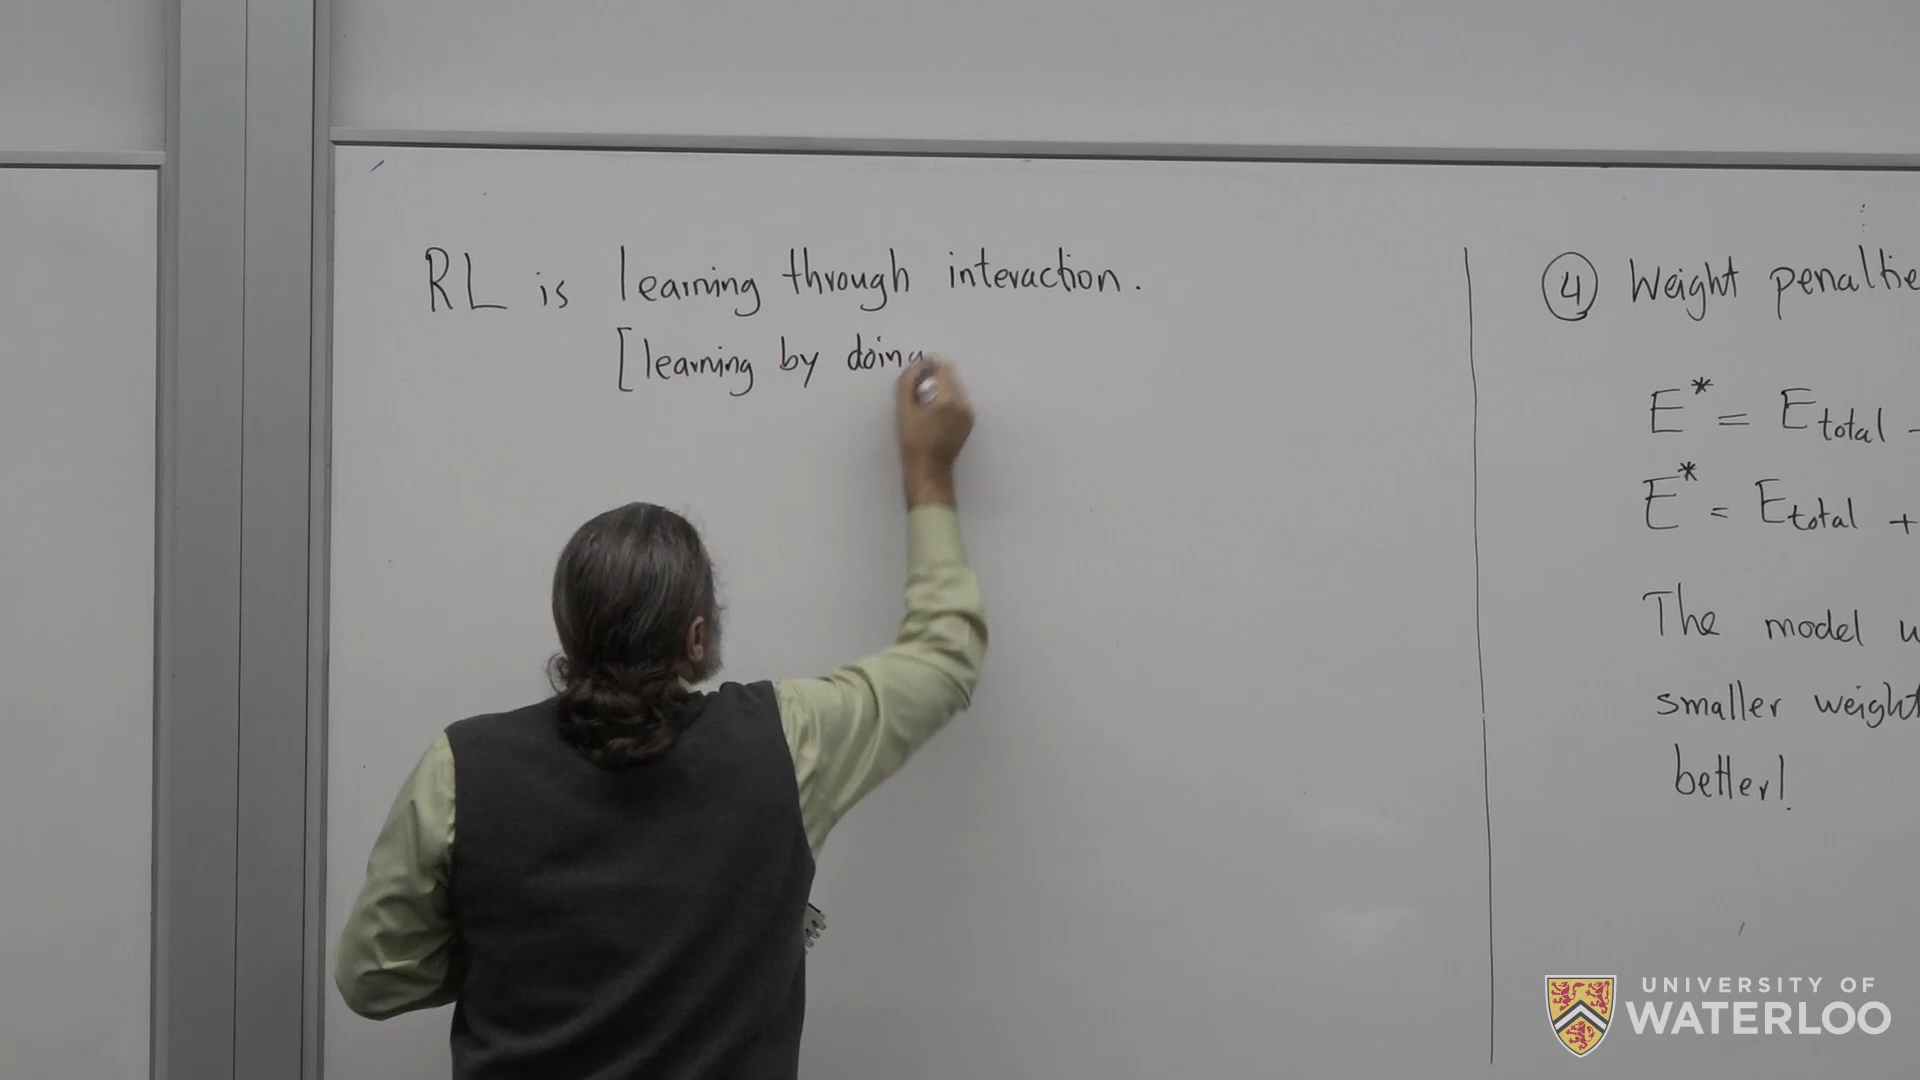 RL is learning through interaction.
[learning by doing
④ Weight penaltie
E* = Etotal -
E* = Etotal +
The model
smaller weight
better!
UNIVERSITY OF
WATERLOO